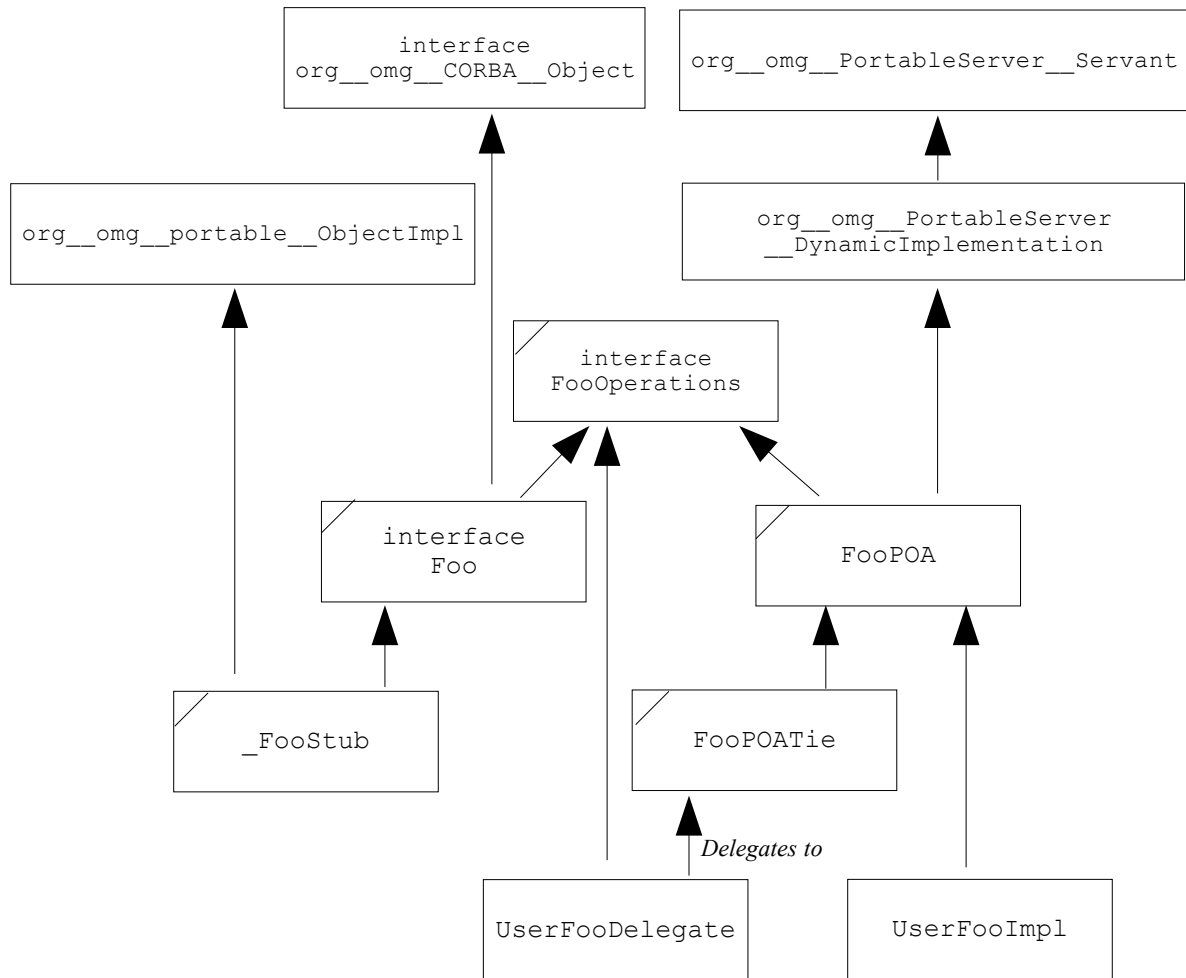 interface
org__omg__CORBA__Object
org__omg__PortableServer__Servant
org__omg__portable__ObjectImpl
org__omg__PortableServer
__DynamicImplementation
interface
FooOperations
interface
Foo
FooPOA
_FooStub
FooPOATie
Delegates to
UserFooDelegate
UserFooImpl